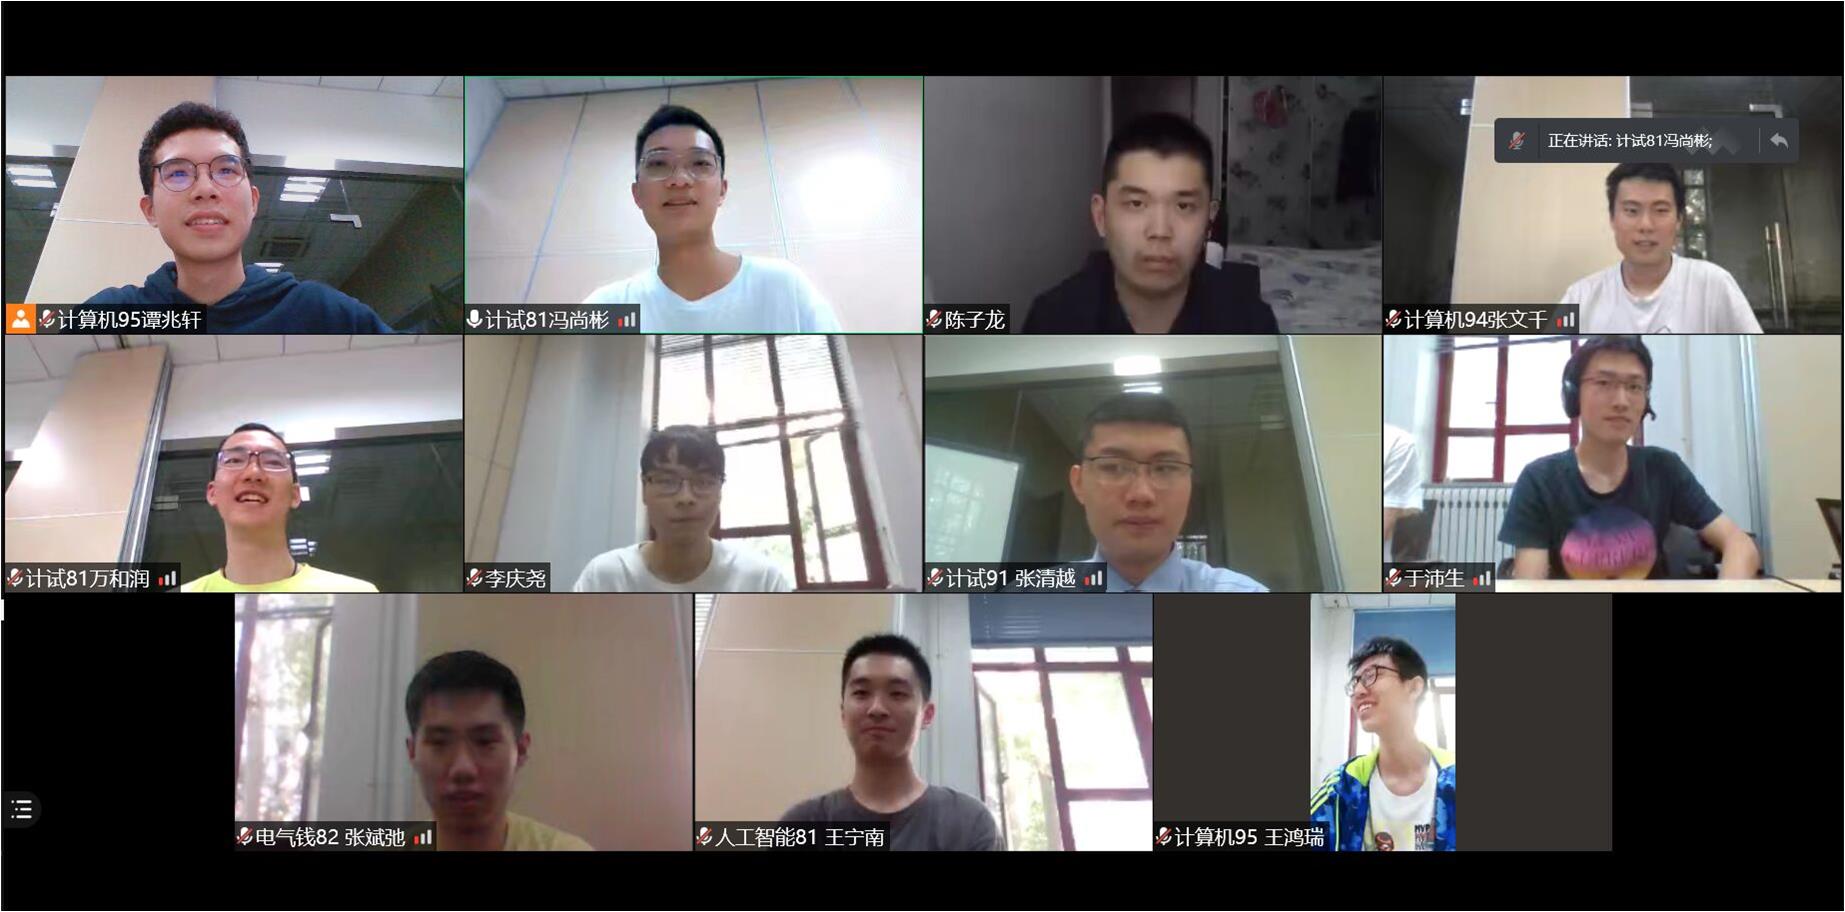 正在讲话: 计试81冯尚彬;
计算机95谭兆轩
计试81冯尚彬
陈子龙
计算机94张文千
计试81万和润
李庆尧
计试91 张清越
于沛生
电气钱82 张斌弛
人工智能81 王宁南
计算机95 王鸿瑞
MVP